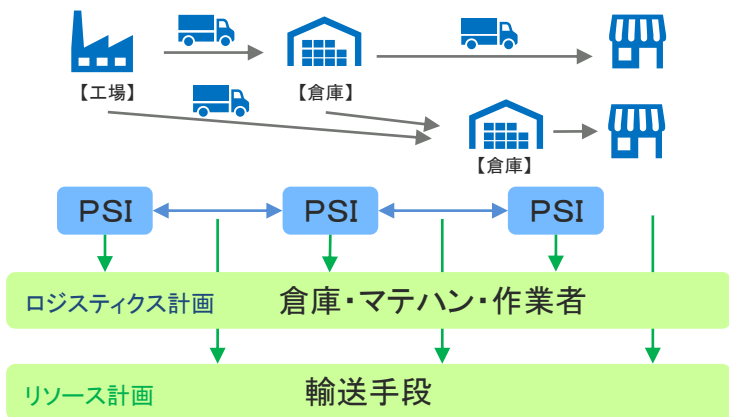 【工場】
【倉庫】
【倉庫】
PSI
PSI
PSI
ロジスティクス計画 倉庫・マテハン・作業者
リソース計画 輸送手段